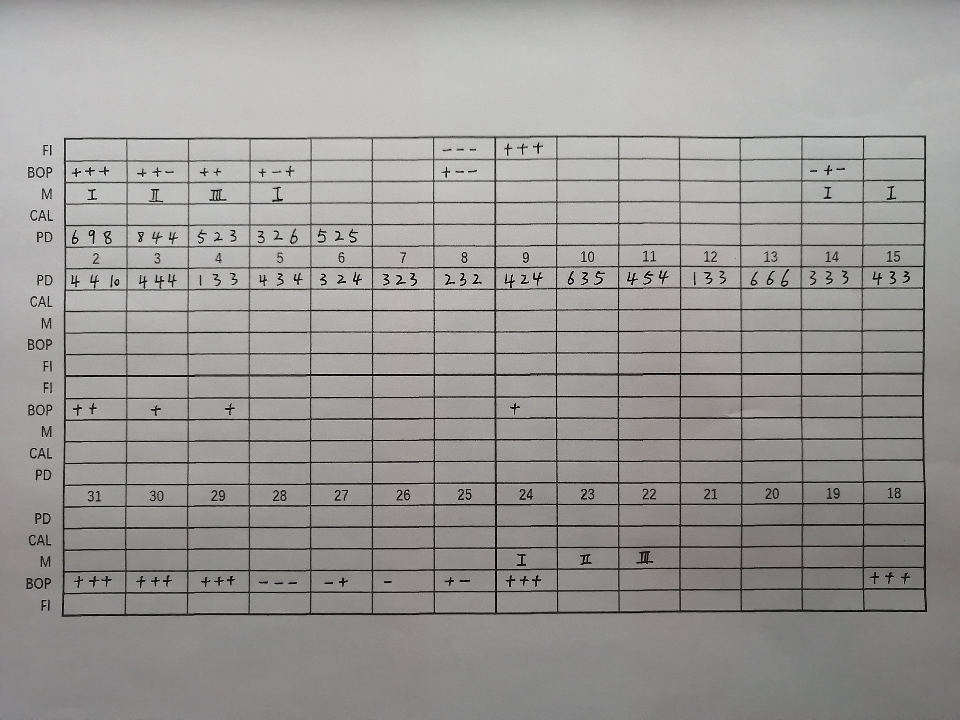 FI --- +++
BOP +++ ++- ++ +-+ +-- -+-
M I II III I I I
CAL
PD 6 9 8 8 4 4 5 2 3 3 2 6 5 2 5
2 3 4 5 6 7 8 9 10 11 12 13 14 15
PD 4 4 10 4 4 4 1 3 3 4 3 4 3 2 4 3 2 3 2 3 2 4 2 4 6 3 5 4 5 4 1 3 3 6 6 6 3 3 3 4 3 3
CAL
M
BOP
FI
FI
BOP ++ + + +
M
CAL
PD
31 30 29 28 27 26 25 24 23 22 21 20 19 18
PD
CAL
M I II III
BOP +++ +++ +++ --- -+ - +- +++ +++
FI